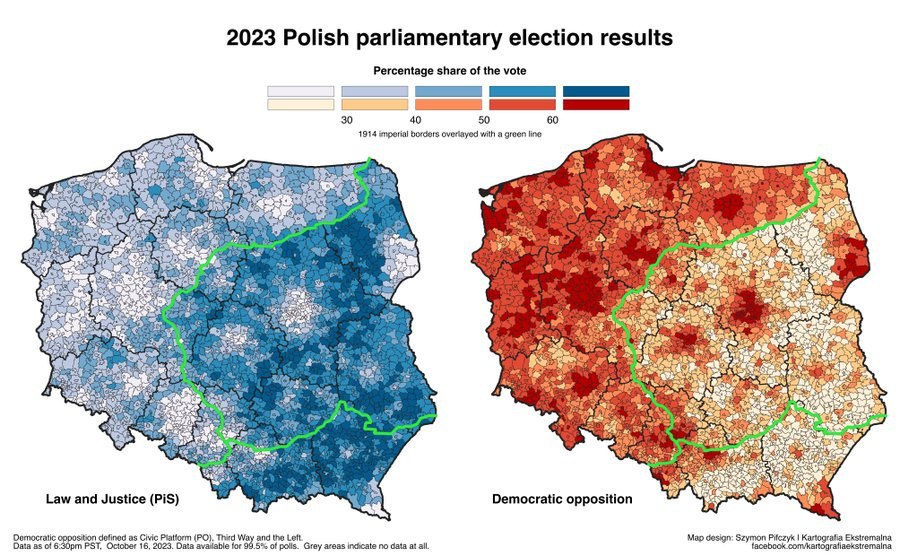 2023 Polish parliamentary election results
Percentage share of the vote
30 40 50 60
1914 imperial borders overlayed with a green line
Law and Justice (PiS)
Democratic opposition
Democratic opposition defined as Civic Platform (PO), Third Way and the Left.
Data as of 6:30pm PST, October 16, 2023. Data available for 99.5% of polls. Grey areas indicate no data at all.
Map design: Szymon Pifczyk I Kartografia Ekstremalna
facebook.com/kartografiaekstremalna